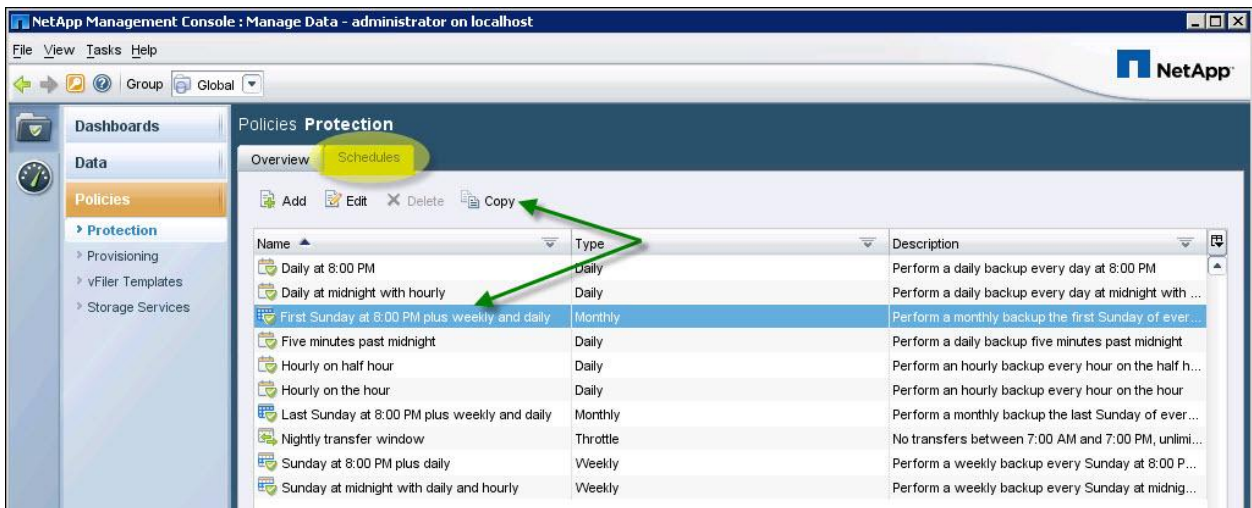 NetApp Management Console : Manage Data - administrator on localhost
File View Tasks Help
NetApp
Group Global
Dashboards
Data
Policies
Protection
Provisioning
vFiler Templates
Storage Services
Policies Protection
Overview Schedules
Add Edit Delete Copy
Name Type Description
Daily at 8:00 PM Daily Perform a daily backup every day at 8:00 PM
Daily at midnight with hourly Daily Perform a daily backup every day at midnight with ...
First Sunday at 8:00 PM plus weekly and daily Monthly Perform a monthly backup the first Sunday of ever...
Five minutes past midnight Daily Perform a daily backup five minutes past midnight
Hourly on half hour Daily Perform an hourly backup every hour on the half h...
Hourly on the hour Daily Perform an hourly backup every hour on the hour
Last Sunday at 8:00 PM plus weekly and daily Monthly Perform a monthly backup the last Sunday of ever...
Nightly transfer window Throttle No transfers between 7:00 AM and 7:00 PM, unlimi...
Sunday at 8:00 PM plus daily Weekly Perform a weekly backup every Sunday at 8:00 P...
Sunday at midnight with daily and hourly Weekly Perform a weekly backup every Sunday at midnig...